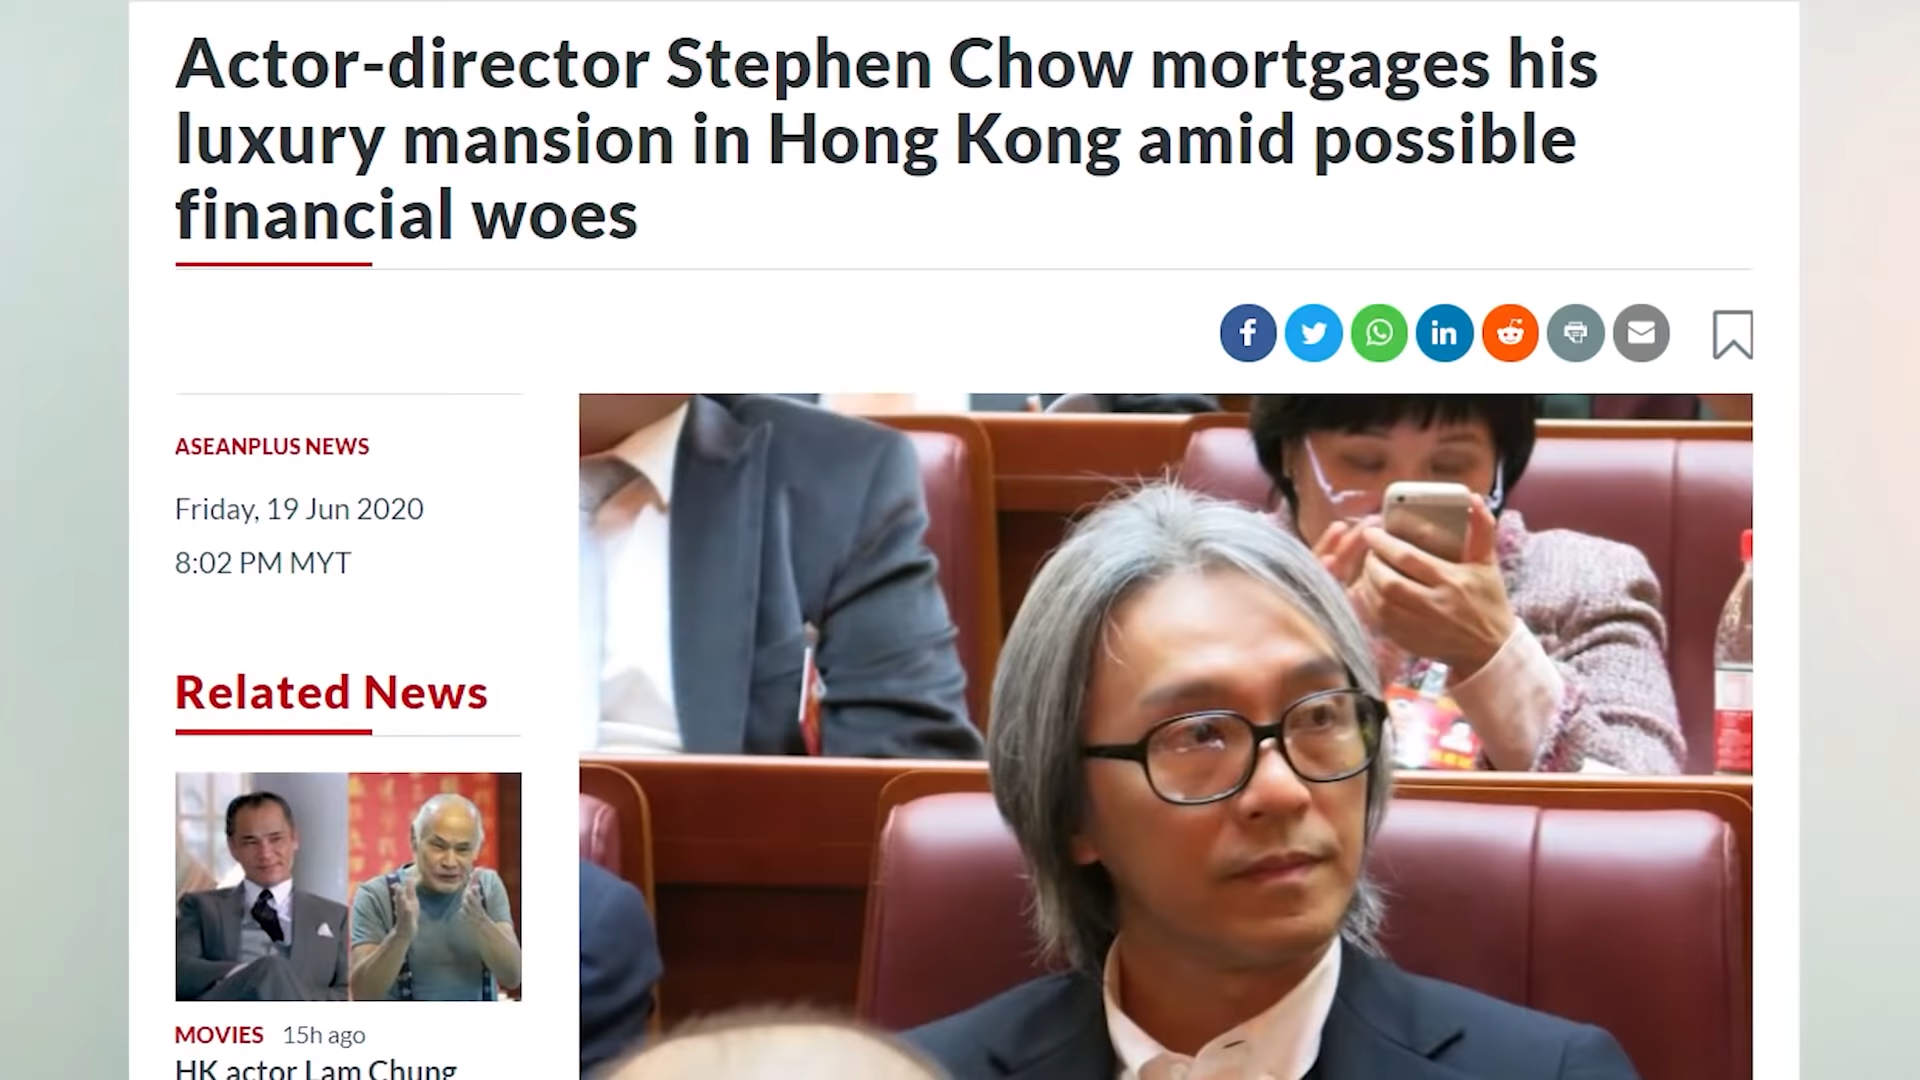 Actor-director Stephen Chow mortgages his
luxury mansion in Hong Kong amid possible
financial woes
ASEANPLUS NEWS
Friday, 19 Jun 2020
8:02 PM MYT
Related News
MOVIES 15h ago
HK actor Lam Chung